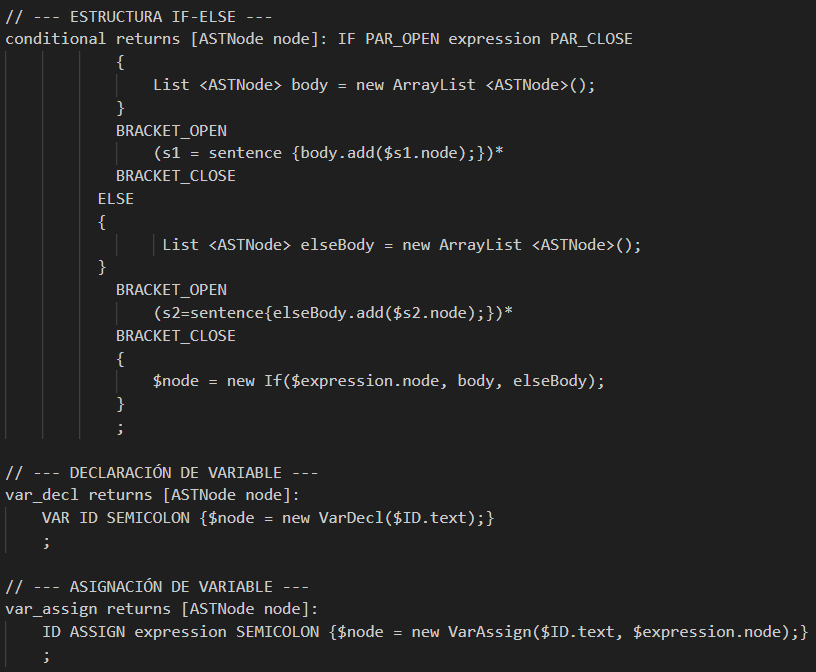 // --- ESTRUCTURA IF-ELSE ---
conditional returns [ASTNode node]: IF PAR_OPEN expression PAR_CLOSE
            {
                List <ASTNode> body = new ArrayList <ASTNode>();
            }
            BRACKET_OPEN
                (s1 = sentence {body.add($s1.node);})*
            BRACKET_CLOSE
          ELSE
          {
                 List <ASTNode> elseBody = new ArrayList <ASTNode>();
          }
            BRACKET_OPEN
                (s2=sentence{elseBody.add($s2.node);})*
            BRACKET_CLOSE
            {
                $node = new If($expression.node, body, elseBody);
            }
            ;

// --- DECLARACIÓN DE VARIABLE ---
var_decl returns [ASTNode node]:
    VAR ID SEMICOLON {$node = new VarDecl($ID.text);}
    ;

// --- ASIGNACIÓN DE VARIABLE ---
var_assign returns [ASTNode node]:
    ID ASSIGN expression SEMICOLON {$node = new VarAssign($ID.text, $expression.node);}
    ;